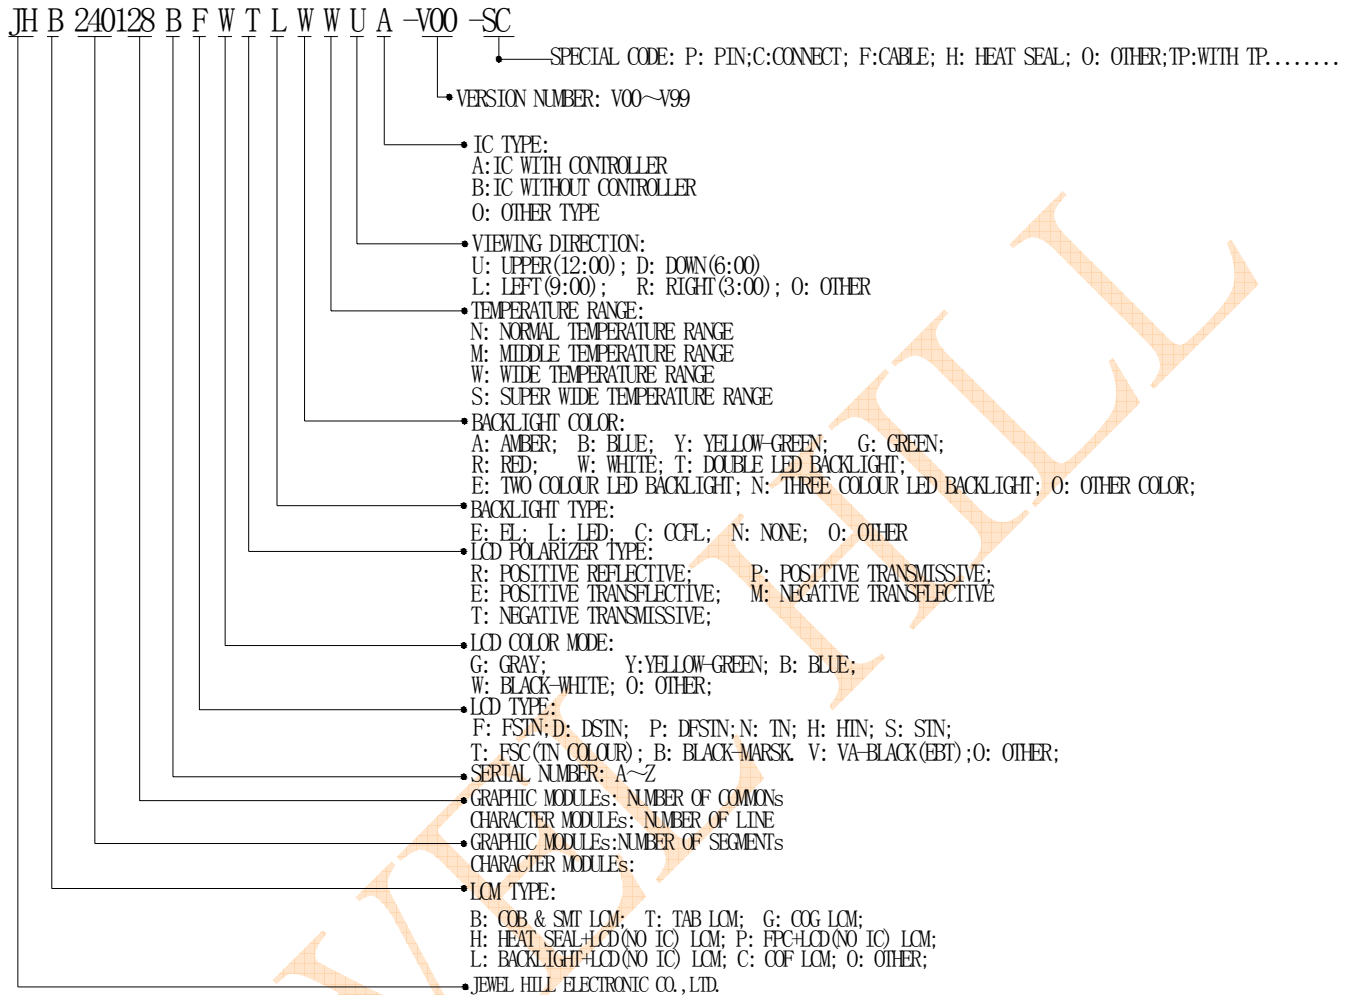 JH B 240128 B F W T L W W U A -V00 -SC
SPECIAL CODE: P: PIN;C:CONNECT; F:CABLE; H: HEAT SEAL; O: OTHER;TP:WITH TP........
VERSION NUMBER: V00~V99
IC TYPE:
A:IC WITH CONTROLLER
B:IC WITHOUT CONTROLLER
O: OTHER TYPE
VIEWING DIRECTION:
U: UPPER(12:00); D: DOWN(6:00)
L: LEFT(9:00); R: RIGHT(3:00); O: OTHER
TEMPERATURE RANGE:
N: NORMAL TEMPERATURE RANGE
M: MIDDLE TEMPERATURE RANGE
W: WIDE TEMPERATURE RANGE
S: SUPER WIDE TEMPERATURE RANGE
BACKLIGHT COLOR:
A: AMBER; B: BLUE; Y: YELLOW-GREEN; G: GREEN;
R: RED; W: WHITE; T: DOUBLE LED BACKLIGHT;
E: TWO COLOUR LED BACKLIGHT; N: THREE COLOUR LED BACKLIGHT; O: OTHER COLOR;
BACKLIGHT TYPE:
E: EL; L: LED; C: CCFL; N: NONE; O: OTHER
LCD POLARIZER TYPE:
R: POSITIVE REFLECTIVE; P: POSITIVE TRANSMISSIVE;
E: POSITIVE TRANSFLECTIVE; M: NEGATIVE TRANSFLECTIVE
T: NEGATIVE TRANSMISSIVE;
LCD COLOR MODE:
G: GRAY; Y:YELLOW-GREEN; B: BLUE;
W: BLACK-WHITE; O: OTHER;
LCD TYPE:
F: FSTN;D: DSTN; P: DFSTN;N: TN; H: HTN; S: STN;
T: FSC(TN COLOUR); B: BLACK-MARSK. V: VA-BLACK(EBT);O: OTHER;
SERIAL NUMBER: A~Z
GRAPHIC MODULEs: NUMBER OF COMMONs
CHARACTER MODULEs: NUMBER OF LINE
GRAPHIC MODULEs:NUMBER OF SEGMENTs
CHARACTER MODULEs:
LCM TYPE:
B: COB & SMT LCM; T: TAB LCM; G: COG LCM;
H: HEAT SEAL+LCD(NO IC) LCM; P: FPC+LCD(NO IC) LCM;
L: BACKLIGHT+LCD(NO IC) LCM; C: COF LCM; O: OTHER;
JEWEL HILL ELECTRONIC CO.,LTD.
VEL HILL